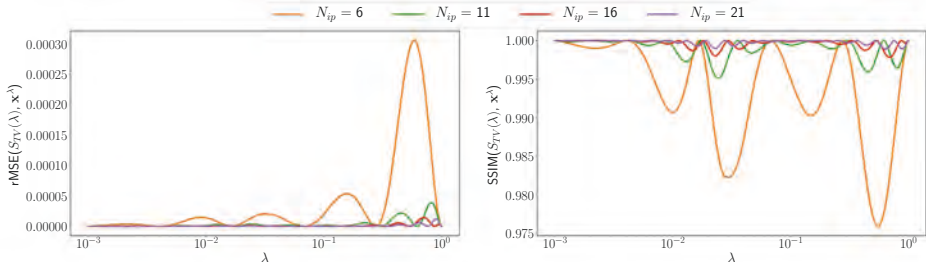 N_{ip} = 6 N_{ip} = 11 N_{ip} = 16 N_{ip} = 21
rMSE(S_{TV}(λ), x^λ)
0.00030
0.00025
0.00020
0.00015
0.00010
0.00005
0.00000
10^{-3} 10^{-2} 10^{-1} 10^0
λ
SSIM(S_{TV}(λ), x^λ)
1.000
0.995
0.990
0.985
0.980
0.975
10^{-3} 10^{-2} 10^{-1} 10^0
λ